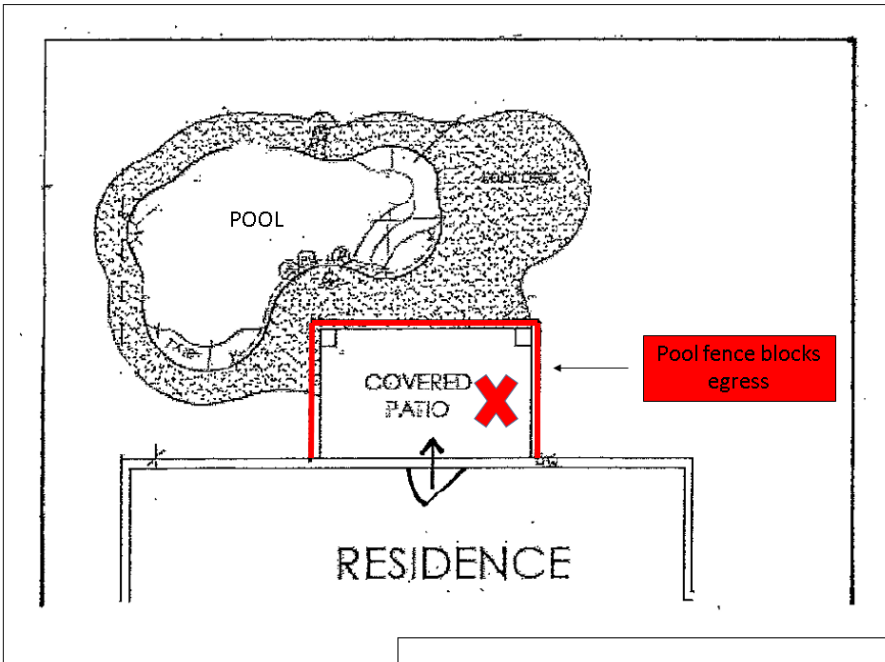 POOL
Pool fence blocks
egress
COVERED
PATIO
RESIDENCE